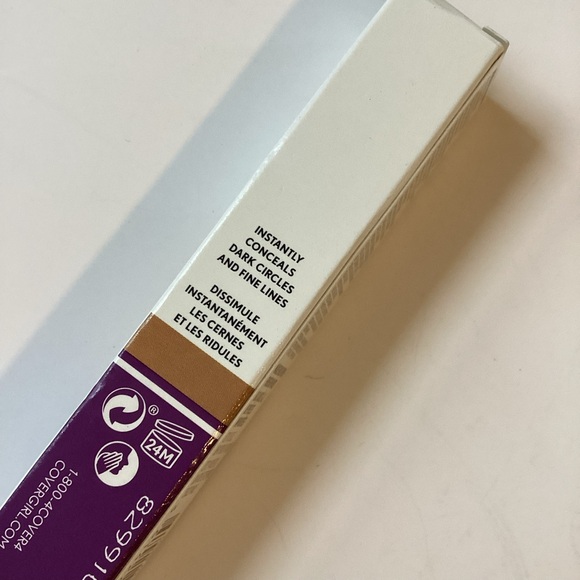 INSTANTLY
CONCEALS
DARK CIRCLES
AND FINE LINES
DISSIMULE
INSTANTANÉMENT
LES CERNES
ET LES RIDULES
®
24M
1-800-4COVER4
COVERGIRL.COM